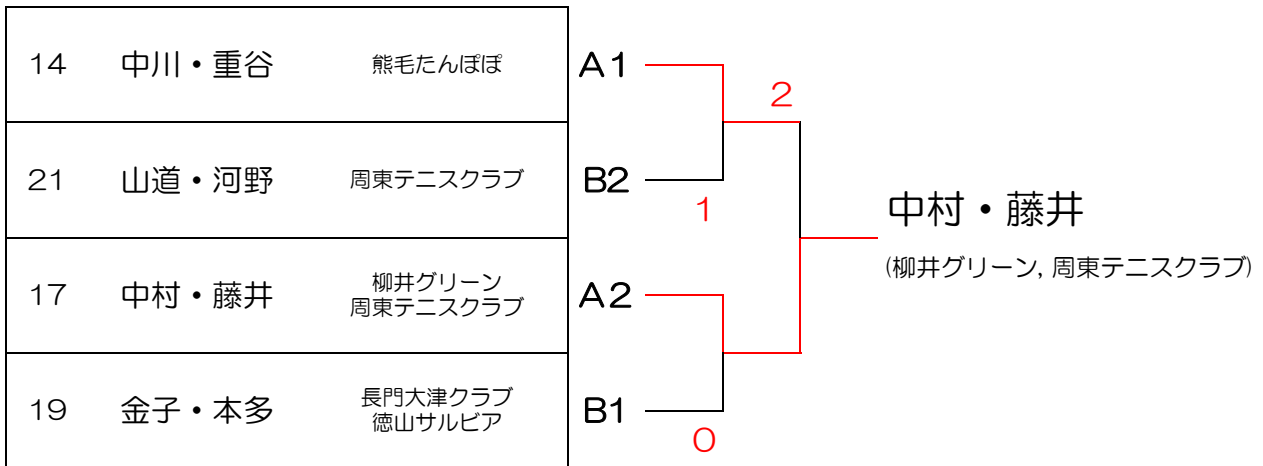 14 中川・重谷 熊毛たんぽぽ A1
2
21 山道・河野 周東テニスクラブ B2
1
中村・藤井
(柳井グリーン, 周東テニスクラブ)
17 中村・藤井 柳井グリーン
周東テニスクラブ A2
19 金子・本多 長門大津クラブ
徳山サルビア B1
0